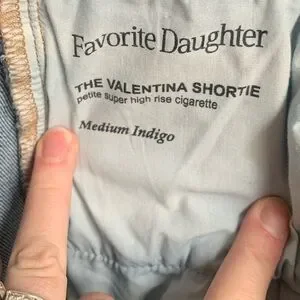 Favorite Daughter
THE VALENTINA SHORTIE
petite super high rise cigarette
Medium Indigo